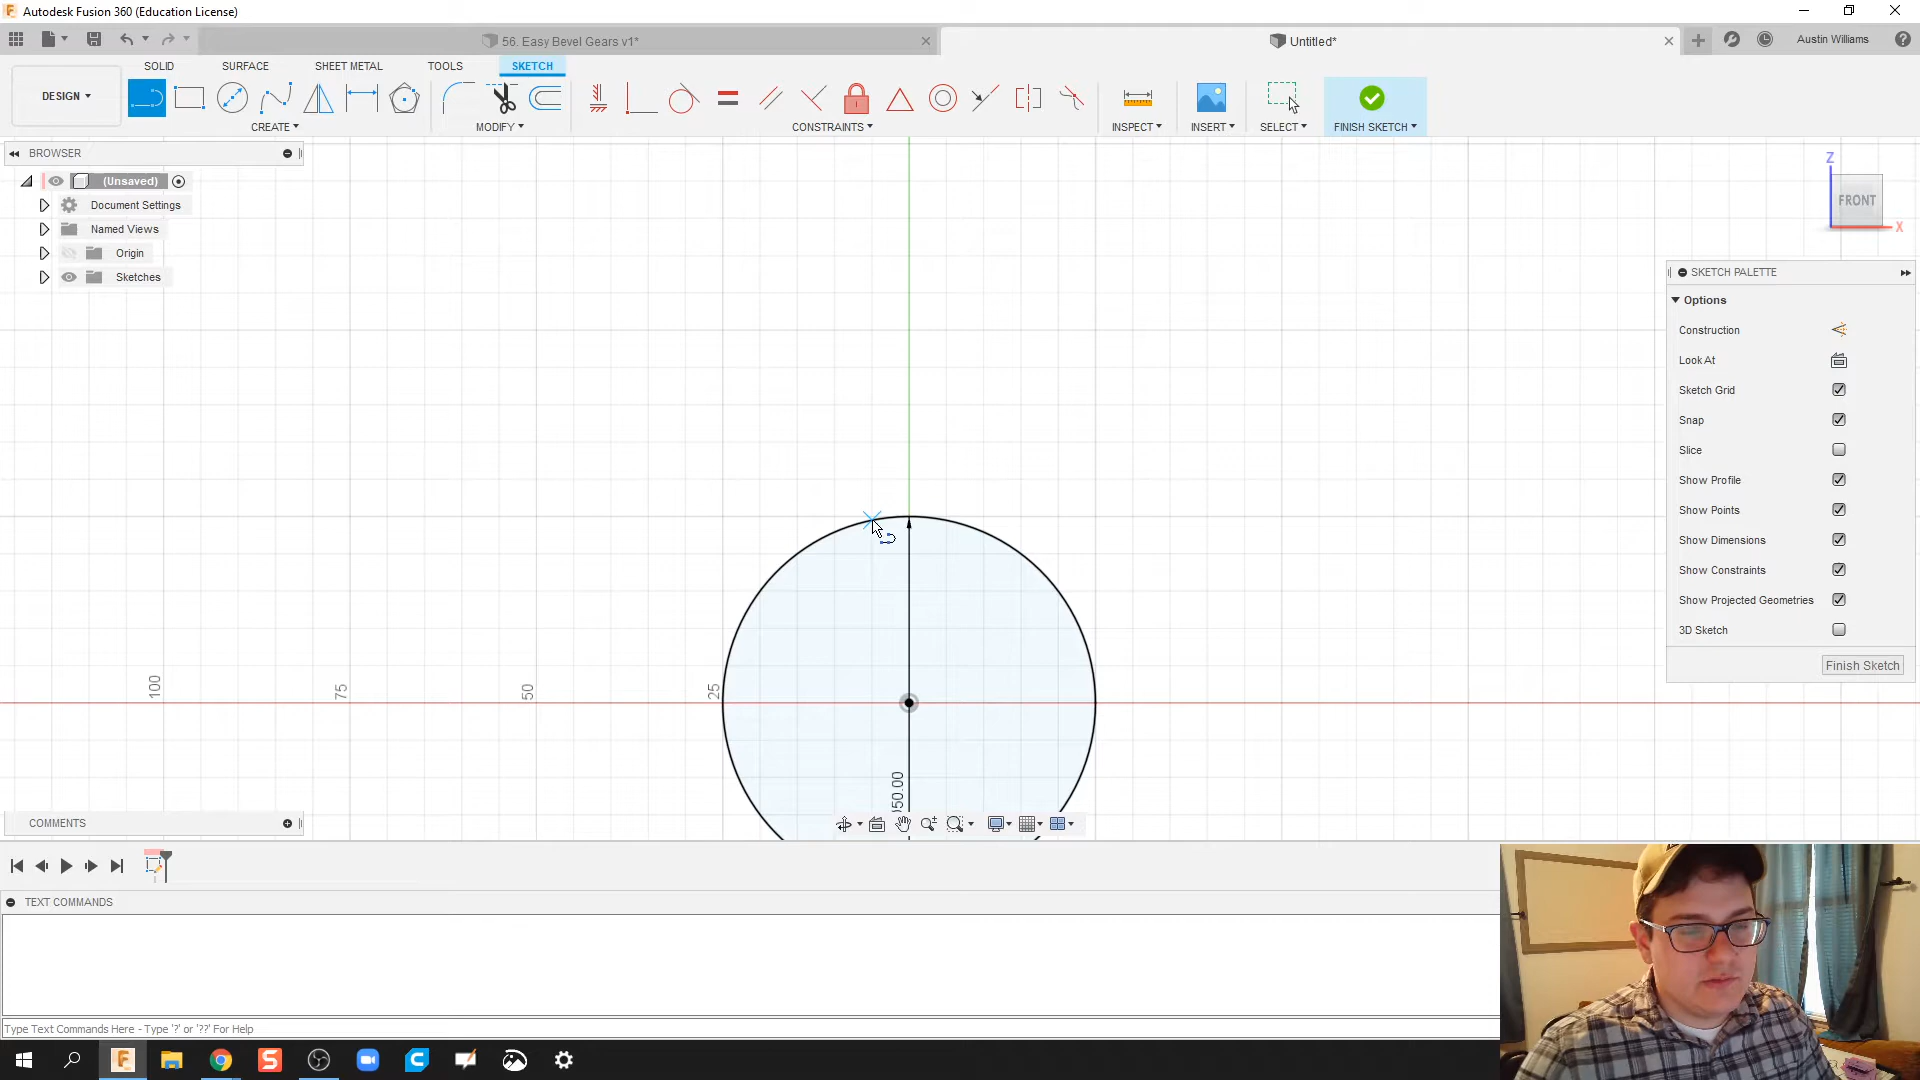 Autodesk Fusion 360 (Education License)
56. Easy Bevel Gears v1*
Untitled*
Austin Williams
SOLID SURFACE SHEET METAL TOOLS SKETCH
DESIGN
CREATE MODIFY CONSTRAINTS INSPECT INSERT SELECT FINISH SKETCH
BROWSER
(Unsaved)
Document Settings
Named Views
Origin
Sketches
Z
FRONT
X
SKETCH PALETTE
Options
Construction
Look At
Sketch Grid
Snap
Slice
Show Profile
Show Points
Show Dimensions
Show Constraints
Show Projected Geometries
3D Sketch
Finish Sketch
100 75 50 25
50.00
COMMENTS
TEXT COMMANDS
Type Text Commands Here - Type '?' or '??' For Help